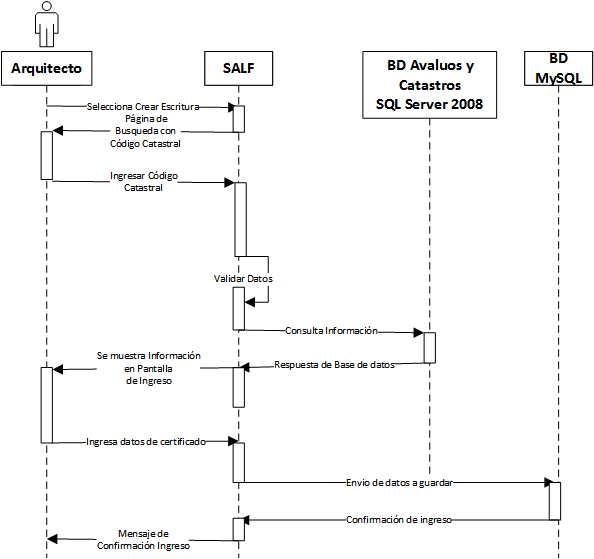 Arquitecto
SALF
BD Avaluos y
Catastros
SQL Server 2008
BD
MySQL
Selecciona Crear Escritura
Página de
Busqueda con
Código Catastral
Ingresar Código
Catastral
Validar Datos
Consulta Información
Respuesta de Base de datos
Se muestra Información
en Pantalla
de Ingreso
Ingresa datos de certificado
Envio de datos a guardar
Confirmación de ingreso
Mensaje de
Confirmación Ingreso